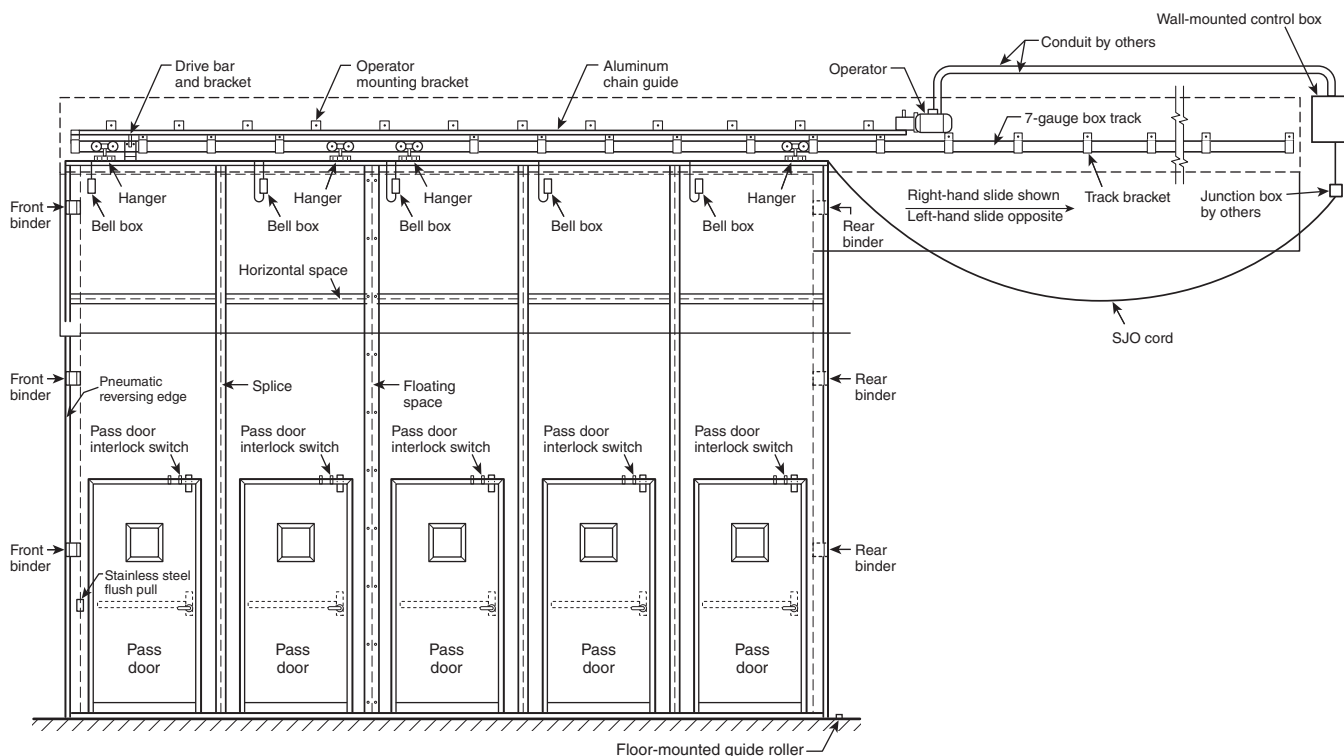 Wall-mounted control box
Conduit by others
Drive bar
and bracket
Operator
mounting bracket
Aluminum
chain guide
Operator
7-gauge box track
Hanger
Hanger
Hanger
Hanger
Right-hand slide shown
Left-hand slide opposite
Track bracket
Junction box
by others
Front
binder
Bell box
Bell box
Bell box
Bell box
Bell box
Rear
binder
Horizontal space
SJO cord
Front
binder
Pneumatic
reversing edge
Splice
Floating
space
Rear
binder
Pass door
interlock switch
Pass door
interlock switch
Pass door
interlock switch
Pass door
interlock switch
Pass door
interlock switch
Front
binder
Rear
binder
Stainless steel
flush pull
Pass
door
Pass
door
Pass
door
Pass
door
Pass
door
Floor-mounted guide roller